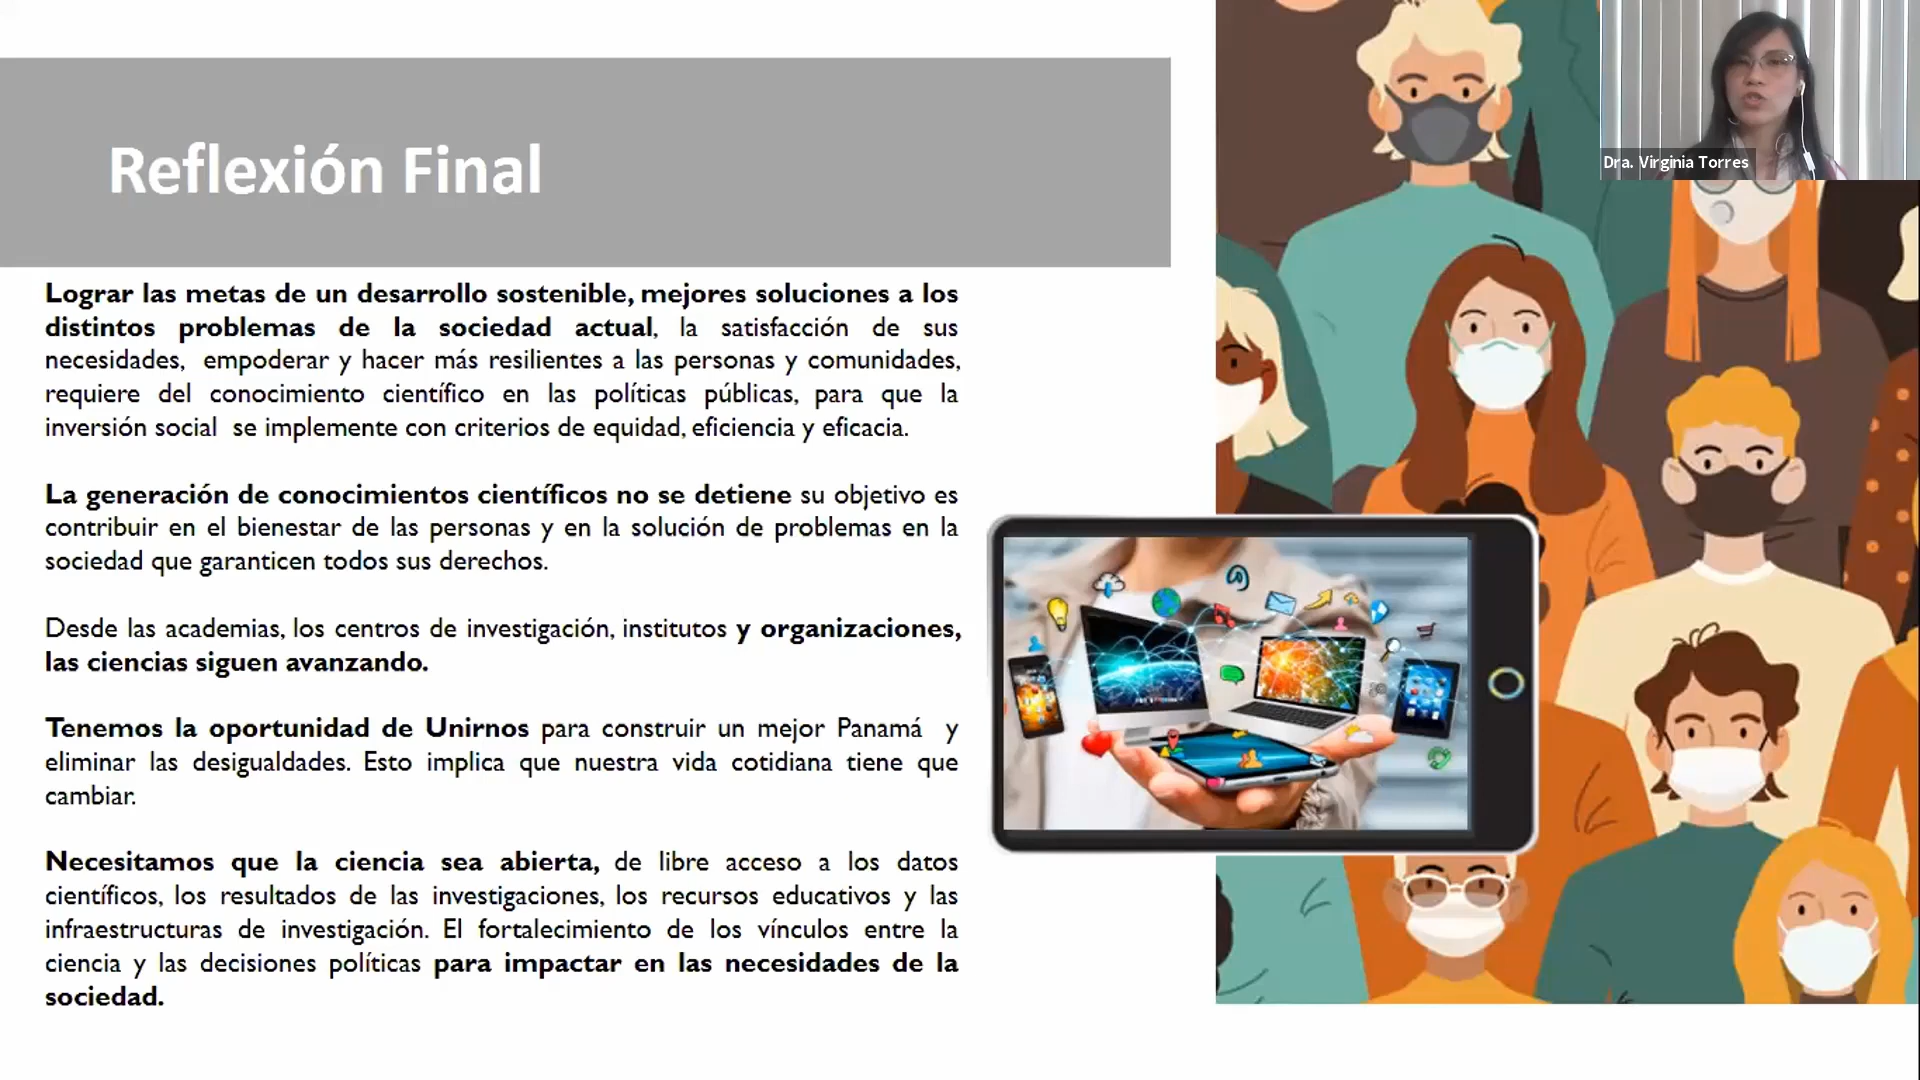 Reflexión Final
Dra. Virginia Torres
Lograr las metas de un desarrollo sostenible, mejores soluciones a los
distintos problemas de la sociedad actual, la satisfacción de sus
necesidades, empoderar y hacer más resilientes a las personas y comunidades,
requiere del conocimiento científico en las políticas públicas, para que la
inversión social se implemente con criterios de equidad, eficiencia y eficacia.
La generación de conocimientos científicos no se detiene su objetivo es
contribuir en el bienestar de las personas y en la solución de problemas en la
sociedad que garanticen todos sus derechos.
Desde las academias, los centros de investigación, institutos y organizaciones,
las ciencias siguen avanzando.
Tenemos la oportunidad de Unirnos para construir un mejor Panamá y
eliminar las desigualdades. Esto implica que nuestra vida cotidiana tiene que
cambiar.
Necesitamos que la ciencia sea abierta, de libre acceso a los datos
científicos, los resultados de las investigaciones, los recursos educativos y las
infraestructuras de investigación. El fortalecimiento de los vínculos entre la
ciencia y las decisiones políticas para impactar en las necesidades de la
sociedad.